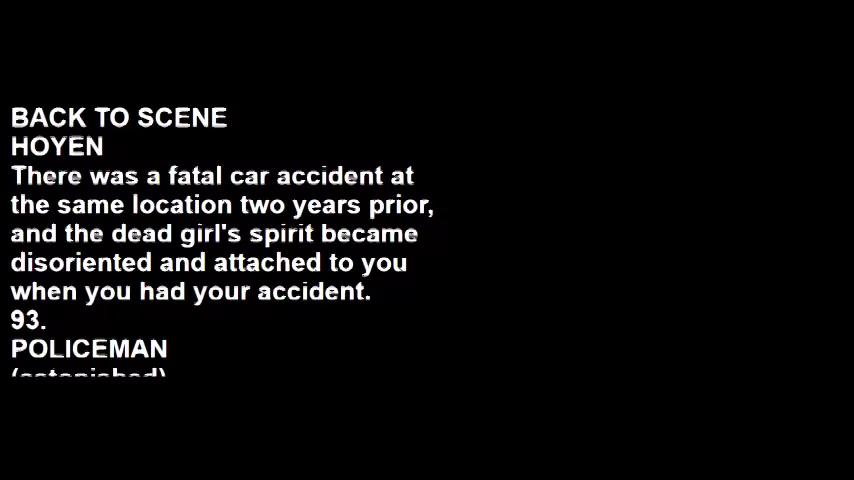 BACK TO SCENE
HOYEN
There was a fatal car accident at
the same location two years prior,
and the dead girl's spirit became
disoriented and attached to you
when you had your accident.
93.
POLICEMAN
(astonished)